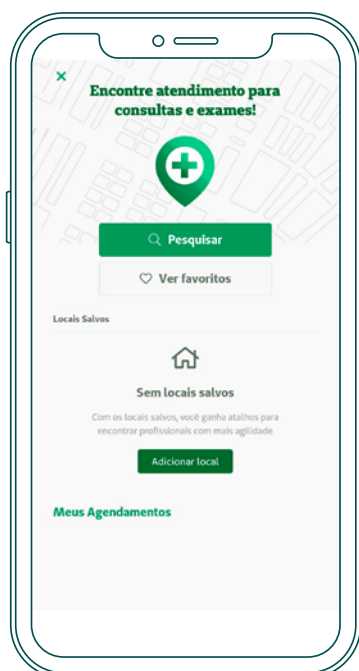 Encontre atendimento para
consultas e exames!
Pesquisar
Ver favoritos
Locais Salvos
Sem locais salvos
Com os locais salvos, você ganha atalhos para
encontrar profissionais com mais agilidade
Adicionar local
Meus Agendamentos